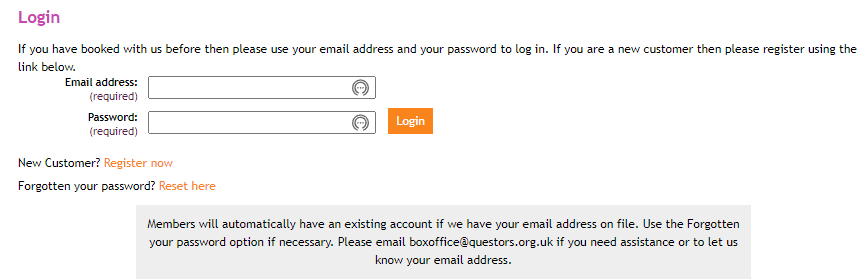 Login
If you have booked with us before then please use your email address and your password to log in. If you are a new customer then please register using the
link below.
Email address:
(required)
Password:
(required)
Login
New Customer? Register now
Forgotten your password? Reset here
Members will automatically have an existing account if we have your email address on file. Use the Forgotten
your password option if necessary. Please email boxoffice@questors.org.uk if you need assistance or to let us
know your email address.